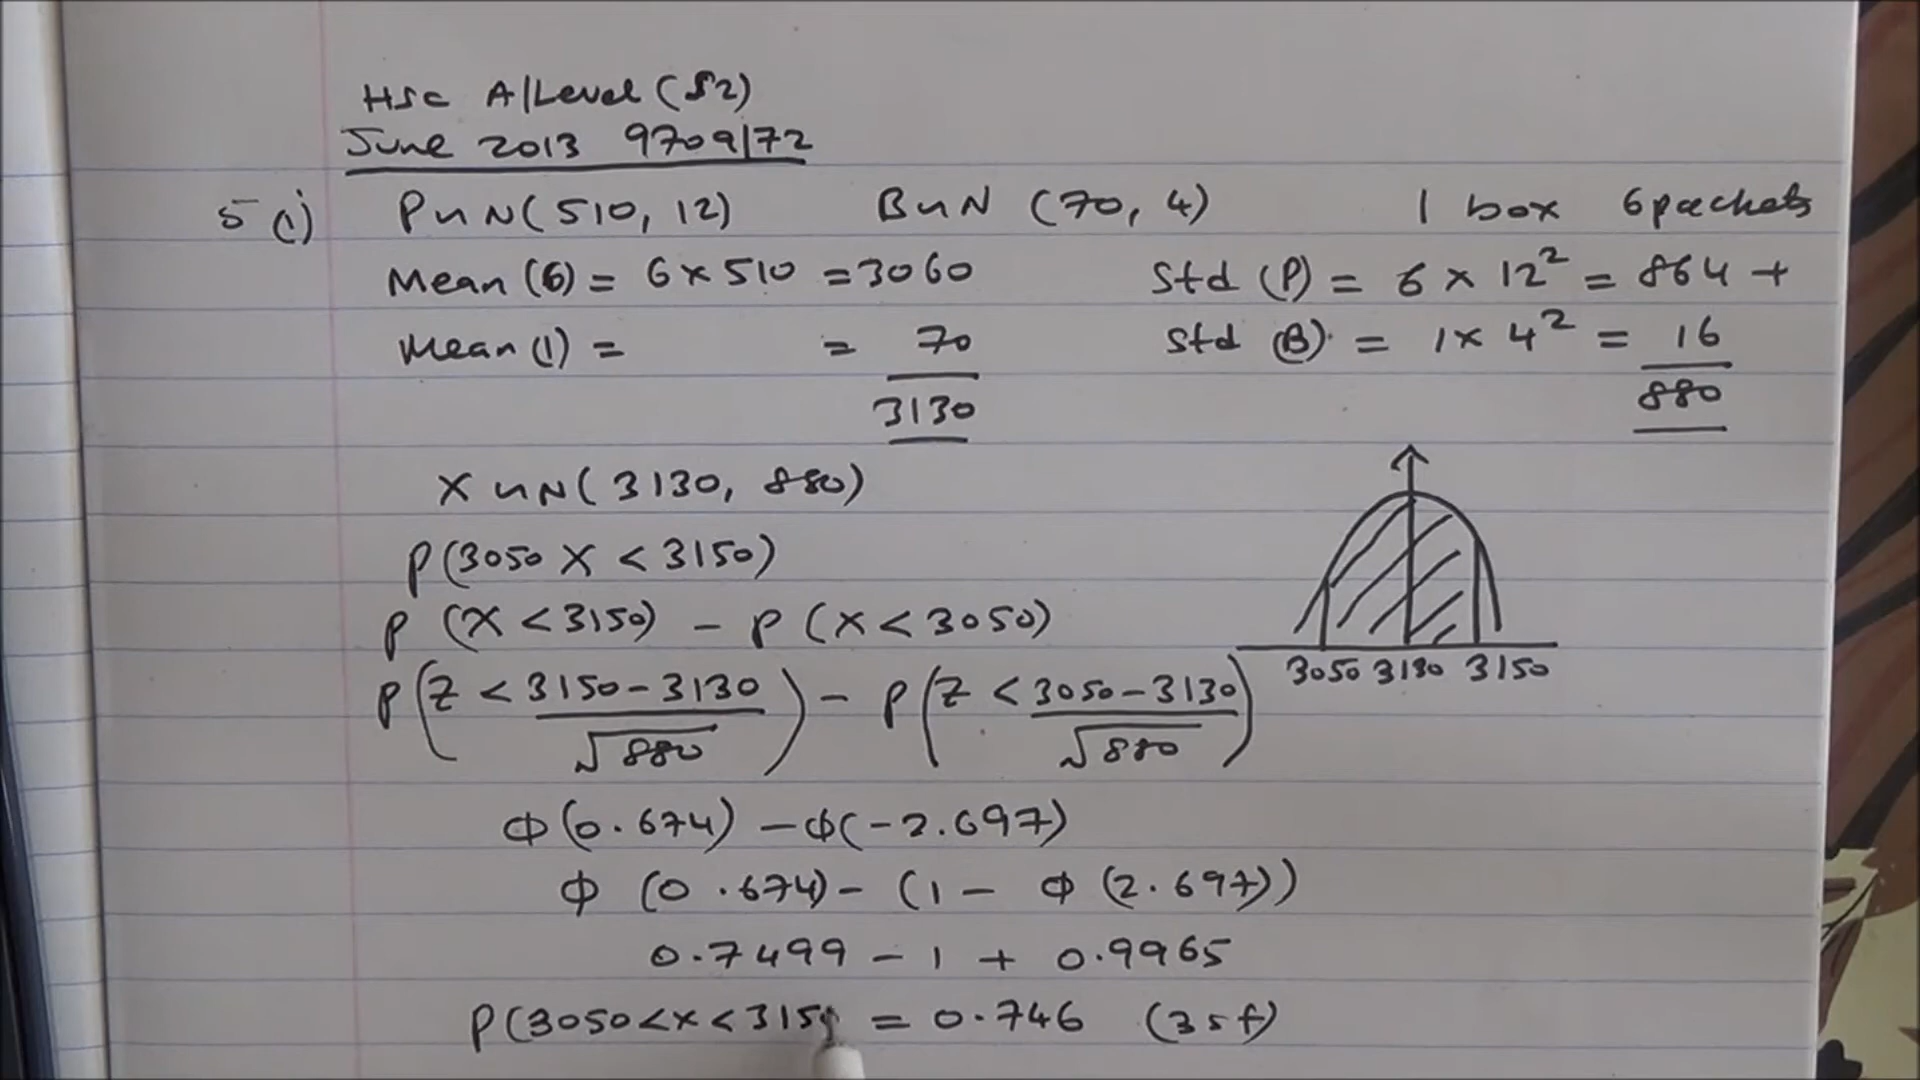 HSC A/Level (S2)
June 2013 9709/72
5 (i) P ~ N(510, 12) B ~ N (70, 4) 1 box 6 packets
Mean (6) = 6 x 510 = 3060 Std (P) = 6 x 12² = 864 +
Mean (1) = = 70 Std (B) = 1 x 4² = 16
3130 880
X ~ N( 3130, 880)
P(3050 X < 3150)
P (X < 3150) - P (X < 3050)
P(Z < (3150-3130)/√880) - P(Z < (3050-3130)/√880)
3050 3130 3150
Φ(0.674) - Φ(-2.697)
Φ (0.674) - (1 - Φ (2.697))
0.7499 - 1 + 0.9965
P(3050<X<315 = 0.746 (3sf)